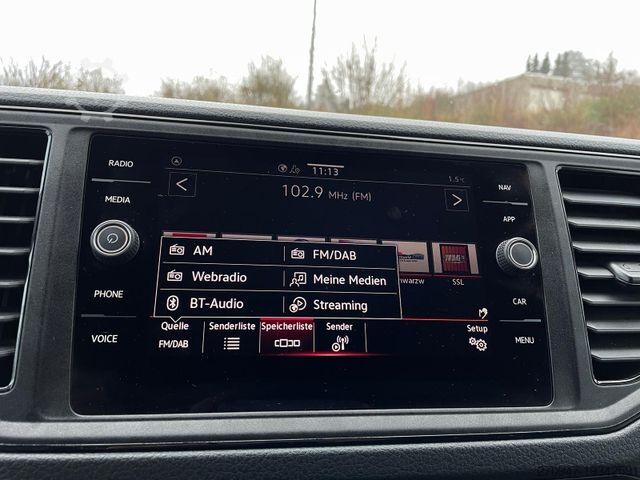 RADIO
MEDIA
PHONE
VOICE
11:13
1.5°C
102.9 MHz (FM)
< >
AM
FM/DAB
Webradio
Meine Medien
BT-Audio
Streaming
SSL
Quelle
FM/DAB
Senderliste
Speicherliste
Sender
Setup
NAV
APP
CAR
MENU